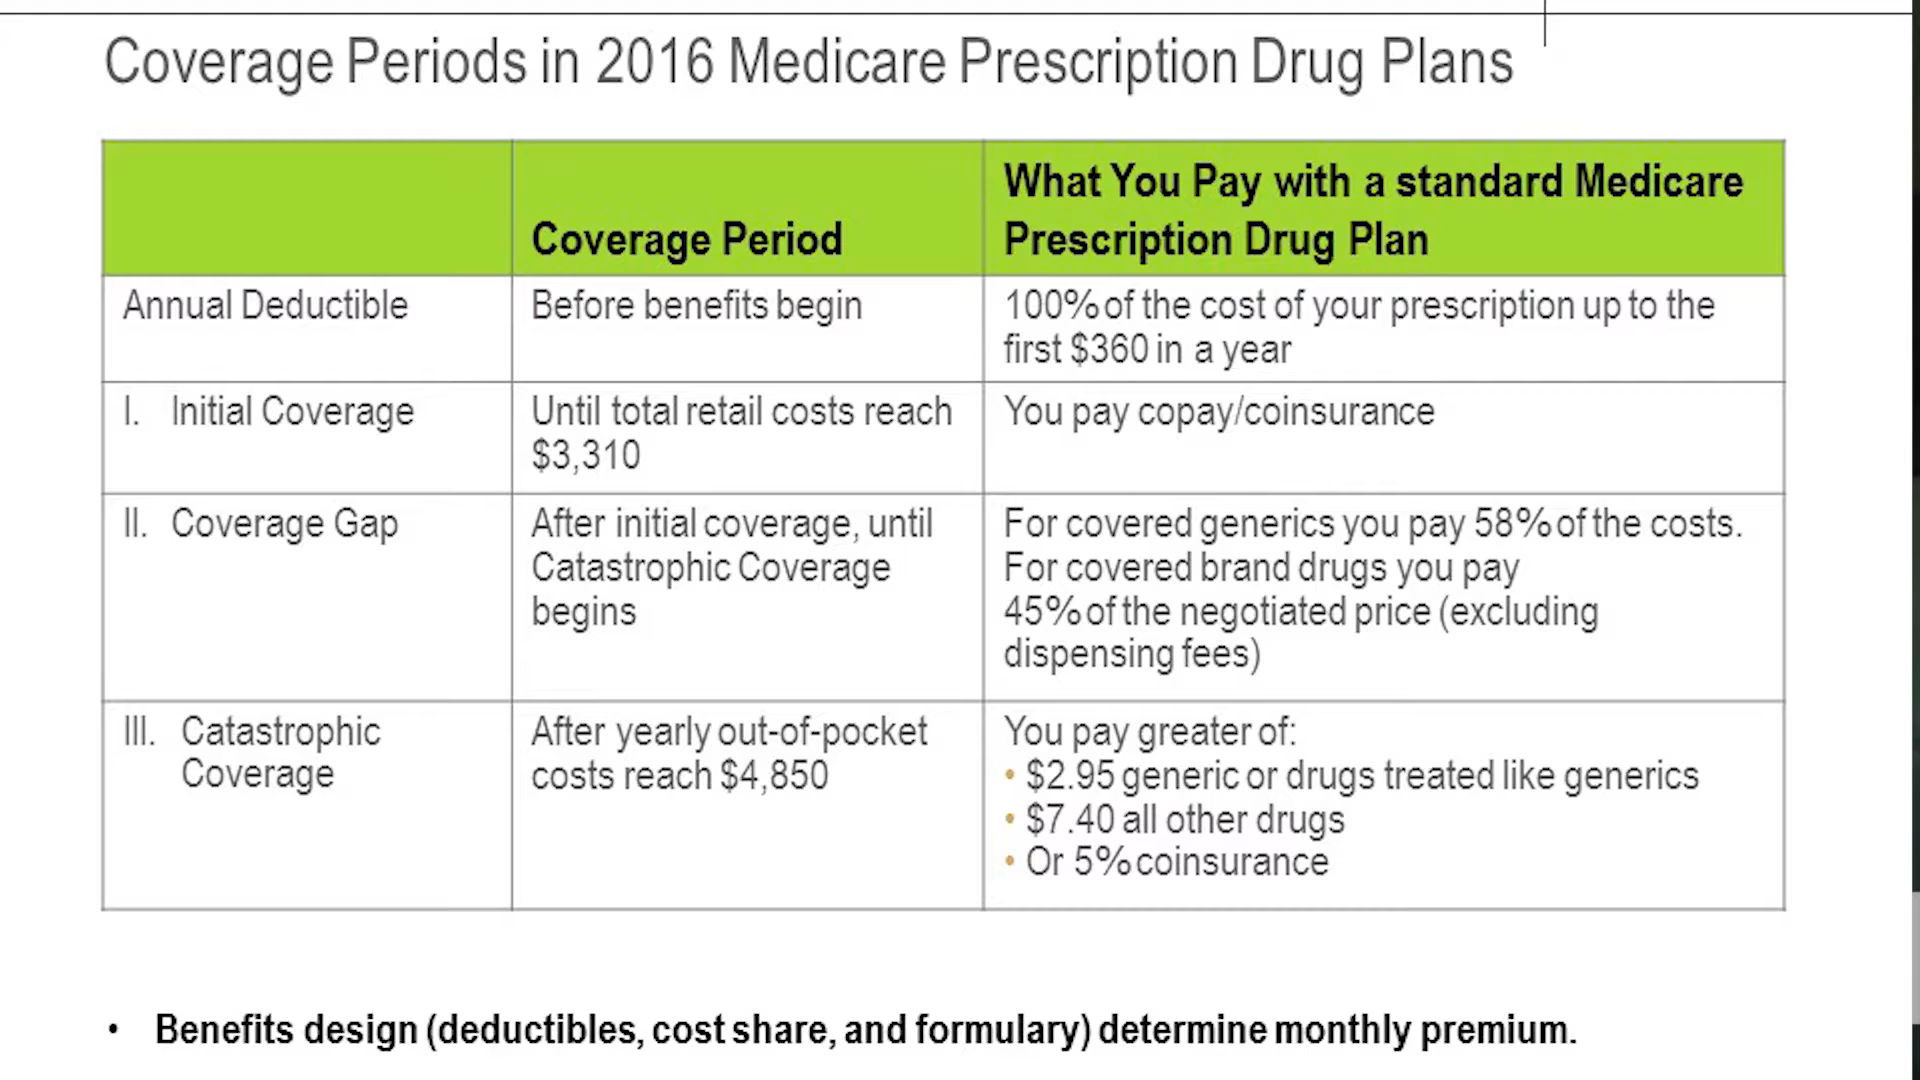 Coverage Periods in 2016 Medicare Prescription Drug Plans
Coverage Period
What You Pay with a standard Medicare
Prescription Drug Plan
Annual Deductible
Before benefits begin
100% of the cost of your prescription up to the
first $360 in a year
I. Initial Coverage
Until total retail costs reach
$3,310
You pay copay/coinsurance
II. Coverage Gap
After initial coverage, until
Catastrophic Coverage
begins
For covered generics you pay 58% of the costs.
For covered brand drugs you pay
45% of the negotiated price (excluding
dispensing fees)
III. Catastrophic
Coverage
After yearly out-of-pocket
costs reach $4,850
You pay greater of:
• $2.95 generic or drugs treated like generics
• $7.40 all other drugs
• Or 5% coinsurance
• Benefits design (deductibles, cost share, and formulary) determine monthly premium.